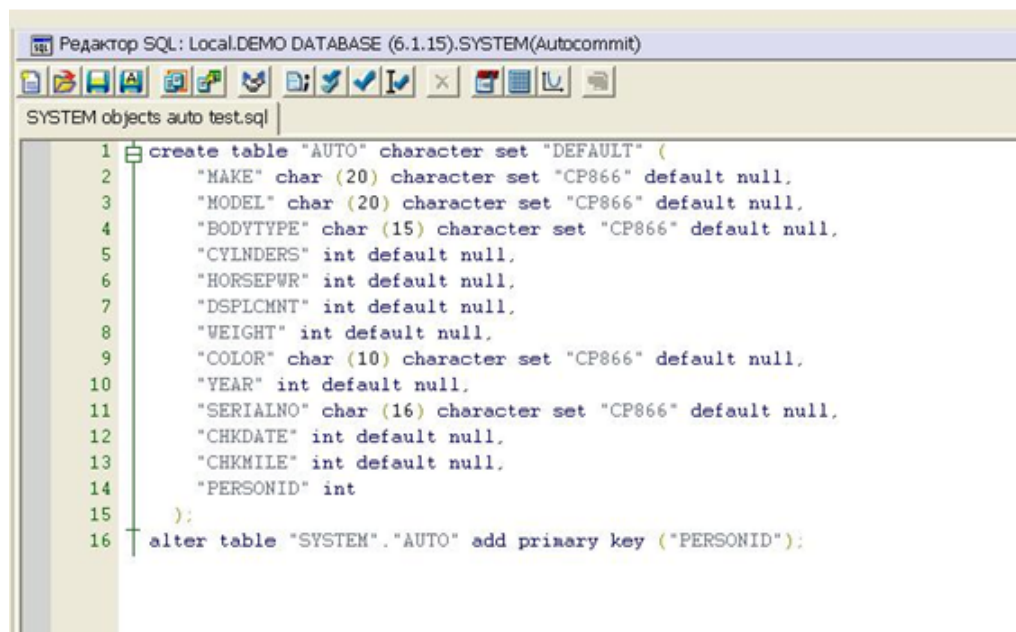 Редактор SQL: Local.DEMO DATABASE (6.1.15).SYSTEM(Autocommit)
SYSTEM objects auto test.sql
1 create table "AUTO" character set "DEFAULT" (
2 "MAKE" char (20) character set "CP866" default null,
3 "MODEL" char (20) character set "CP866" default null,
4 "BODYTYPE" char (15) character set "CP866" default null,
5 "CYLNDERS" int default null,
6 "HORSEPWR" int default null,
7 "DSPLCMNT" int default null,
8 "WEIGHT" int default null,
9 "COLOR" char (10) character set "CP866" default null,
10 "YEAR" int default null,
11 "SERIALNO" char (16) character set "CP866" default null,
12 "CHKDATE" int default null,
13 "CHKMILE" int default null,
14 "PERSONID" int
15 );
16 alter table "SYSTEM"."AUTO" add primary key ("PERSONID");